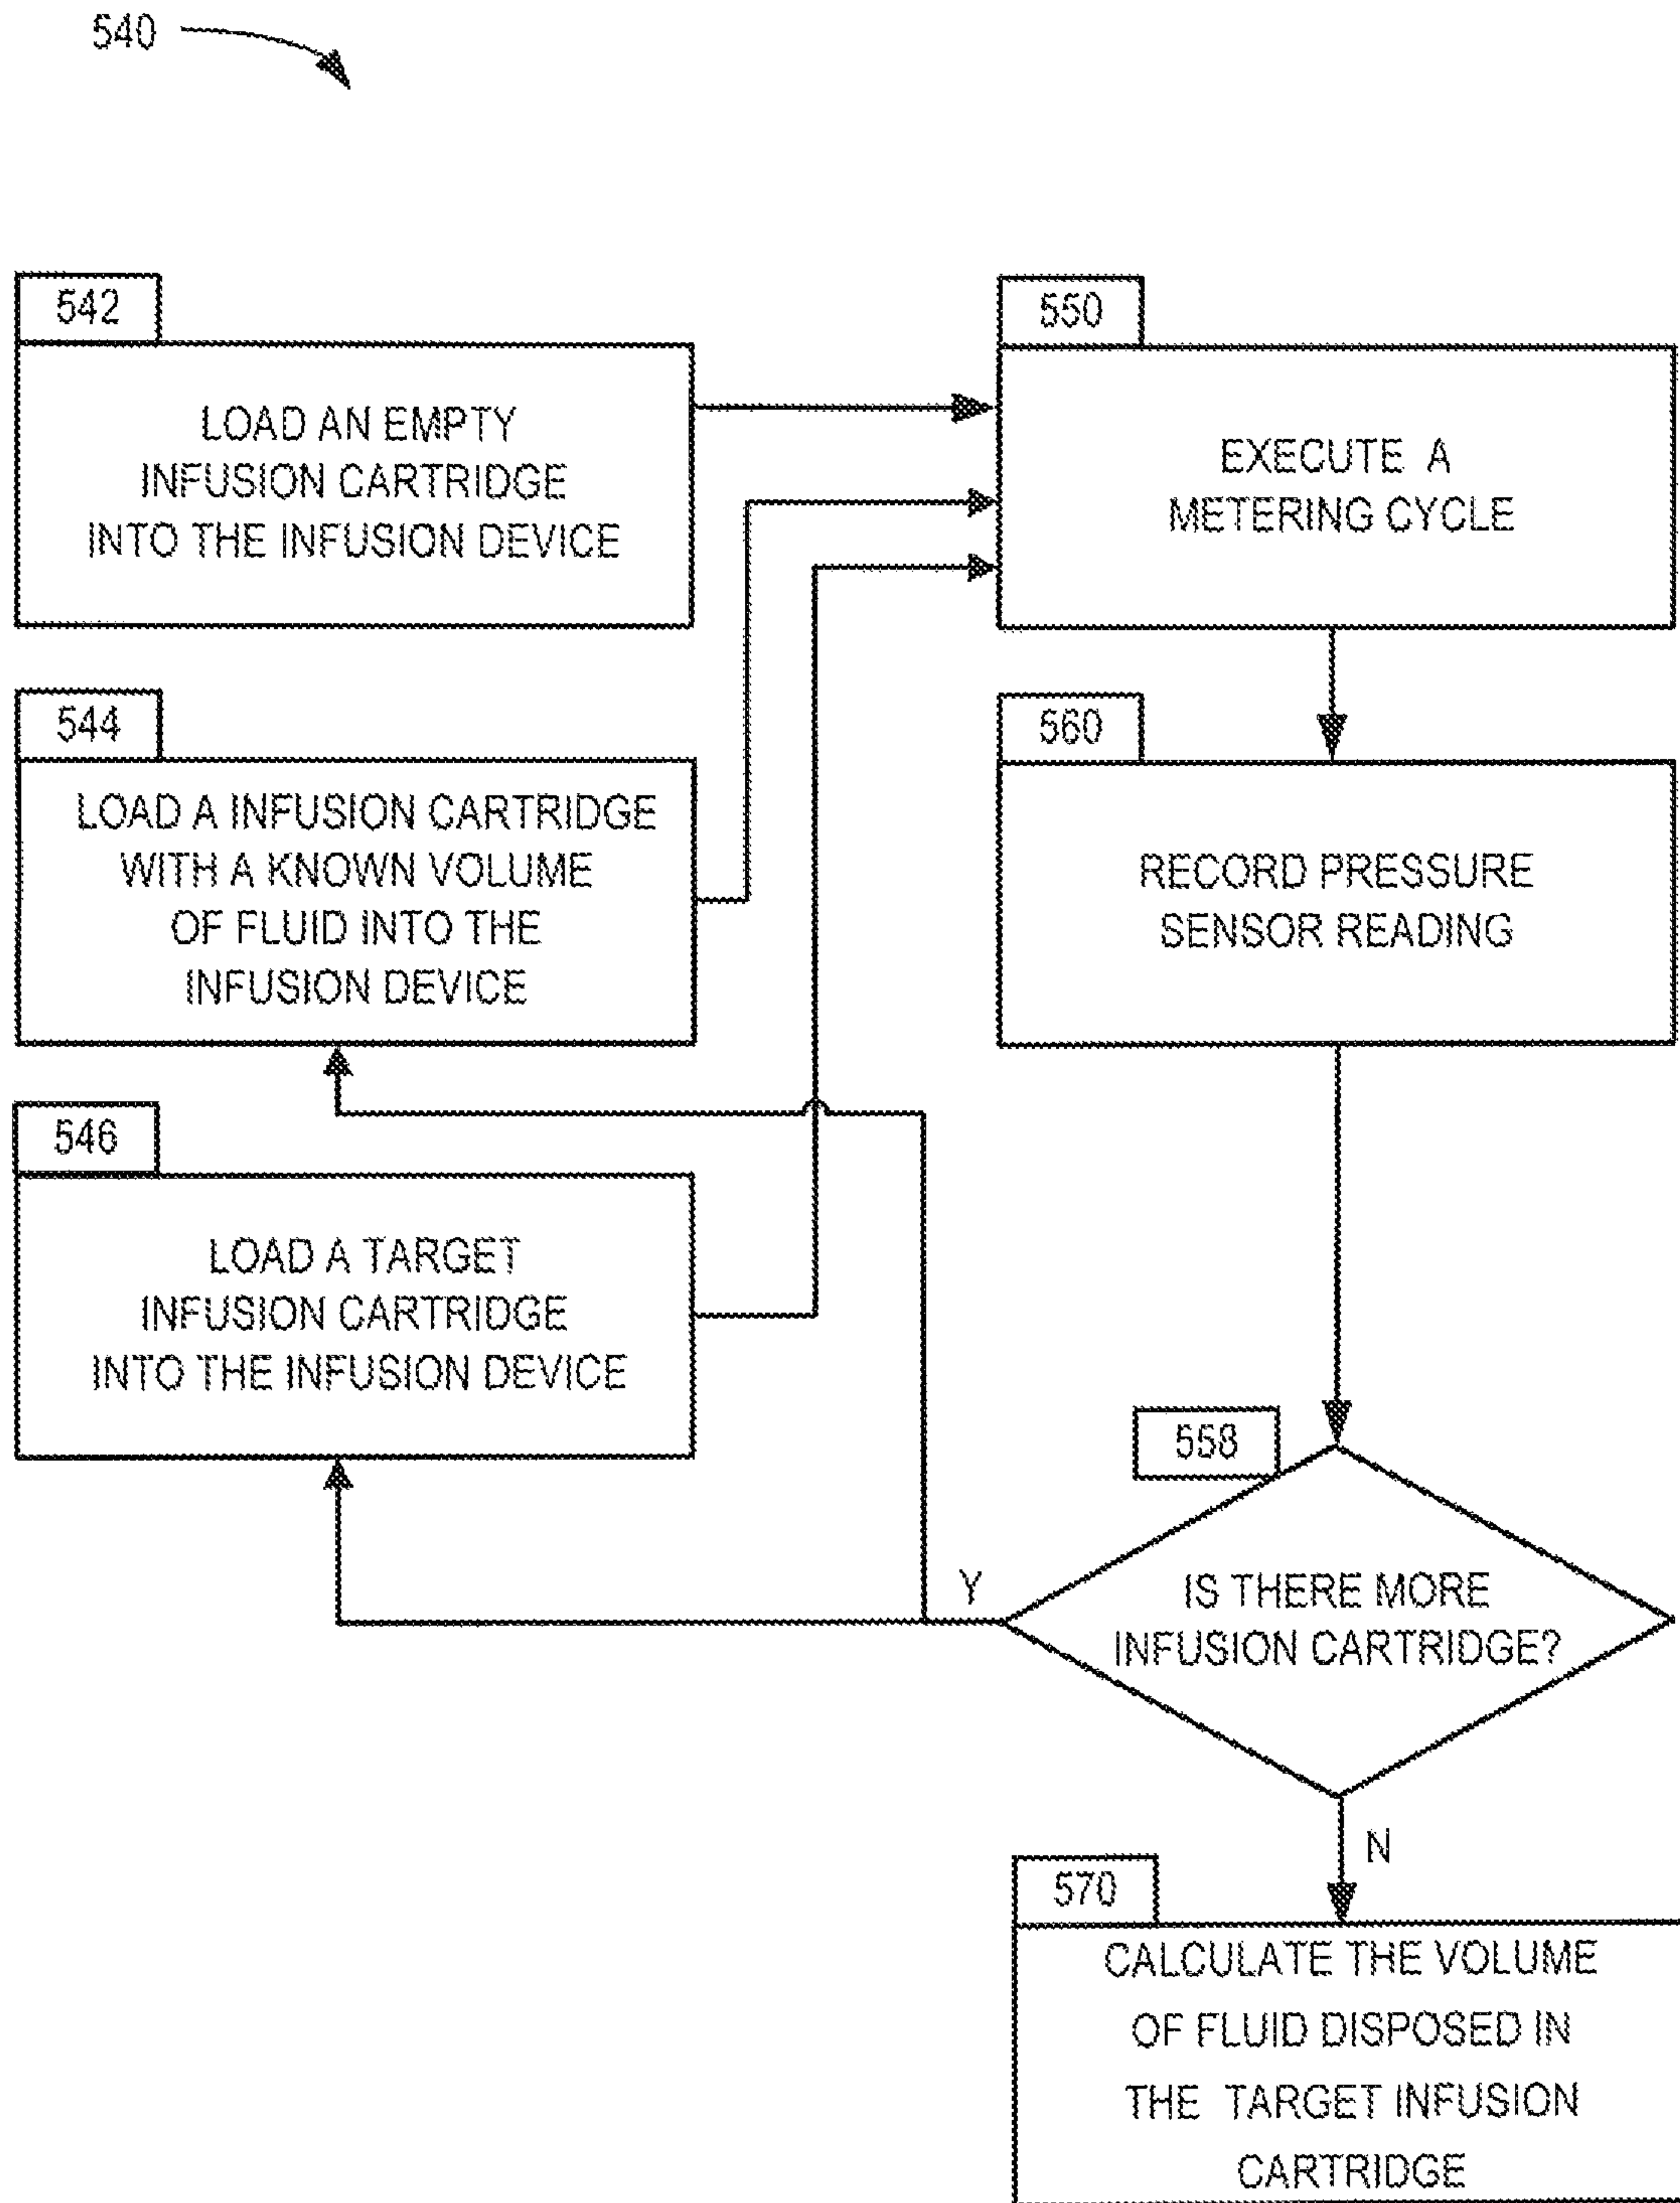 540
542
LOAD AN EMPTY
INFUSION CARTRIDGE
INTO THE INFUSION DEVICE
544
LOAD A INFUSION CARTRIDGE
WITH A KNOWN VOLUME
OF FLUID INTO THE
INFUSION DEVICE
546
LOAD A TARGET
INFUSION CARTRIDGE
INTO THE INFUSION DEVICE
550
EXECUTE A
METERING CYCLE
560
RECORD PRESSURE
SENSOR READING
558
IS THERE MORE
INFUSION CARTRIDGE?
Y
N
570
CALCULATE THE VOLUME
OF FLUID DISPOSED IN
THE TARGET INFUSION
CARTRIDGE